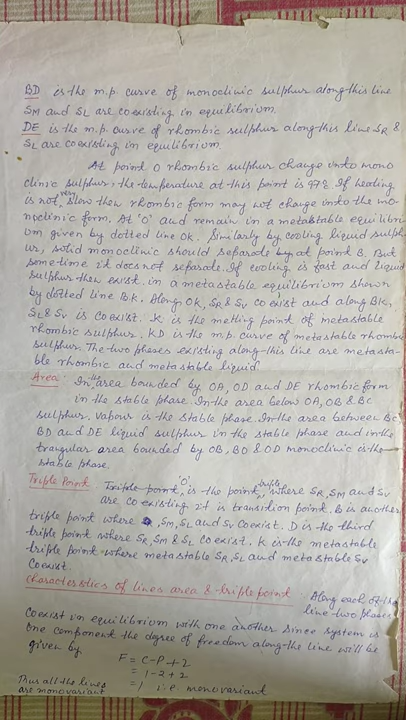 BD is the m.p. curve of monoclinic sulphur along this line
SM and SL are coexisting in equilibrium.
DE is the m.p. curve of rhombic sulphur along this line SR &
SL are coexisting in equilibrium.
At point O rhombic sulphur change into mono
clinic sulphur. the temperature at this point is 97°C. If heating
is not very slow then rhombic form may not change into the mo-
noclinic form. At 'O' and remain in a metastable equilibri
um given by dotted line OK. Similarly by cooling liquid sulph
ur, solid monoclinic should separate by at point B. But
some time it does not separate. If cooling is fast and liquid
sulphur then exist in a metastable equilibrium shown
by dotted line BK. Along OK, SR & SV co exist and along BK,
SL & SV is coexist. K is the melting point of metastable
rhombic sulphur. KD is the m.p. curve of metastable rhombic
sulphur. The two pheses existing along this line are metasta-
ble rhombic and metastable liquid
Area: In the area bounded by OA, OD and DE rhombic form
in the stable phase. In the area below OA, OB & BC
sulphur. Vapour is the stable phase. In the area between BC
BD and DE liquid sulphur in the stable phase and in the
traugular area bounded by OB, BD & OD monoclinic is the
stable phase.
Triple Point: Triple point 'O', is the point triple where SR, SM and SV
are co existing it is transition point. B is another
triple point where SM, SL and SV coexist. D is the third
triple point where SR, SM & SL co exist. K is the metastable
triple point where metastable SR, SL and metastable SV
coexist.
Characterstics of lines area & triple point: Along each of the
line two phases
coexist in equilibrium with one another since system is
one component the degree of freedom along the line will be
given by F = C-P+2
= 1-2+2
= 1 i.e. monovariant
Thus all the lines
are monovariant